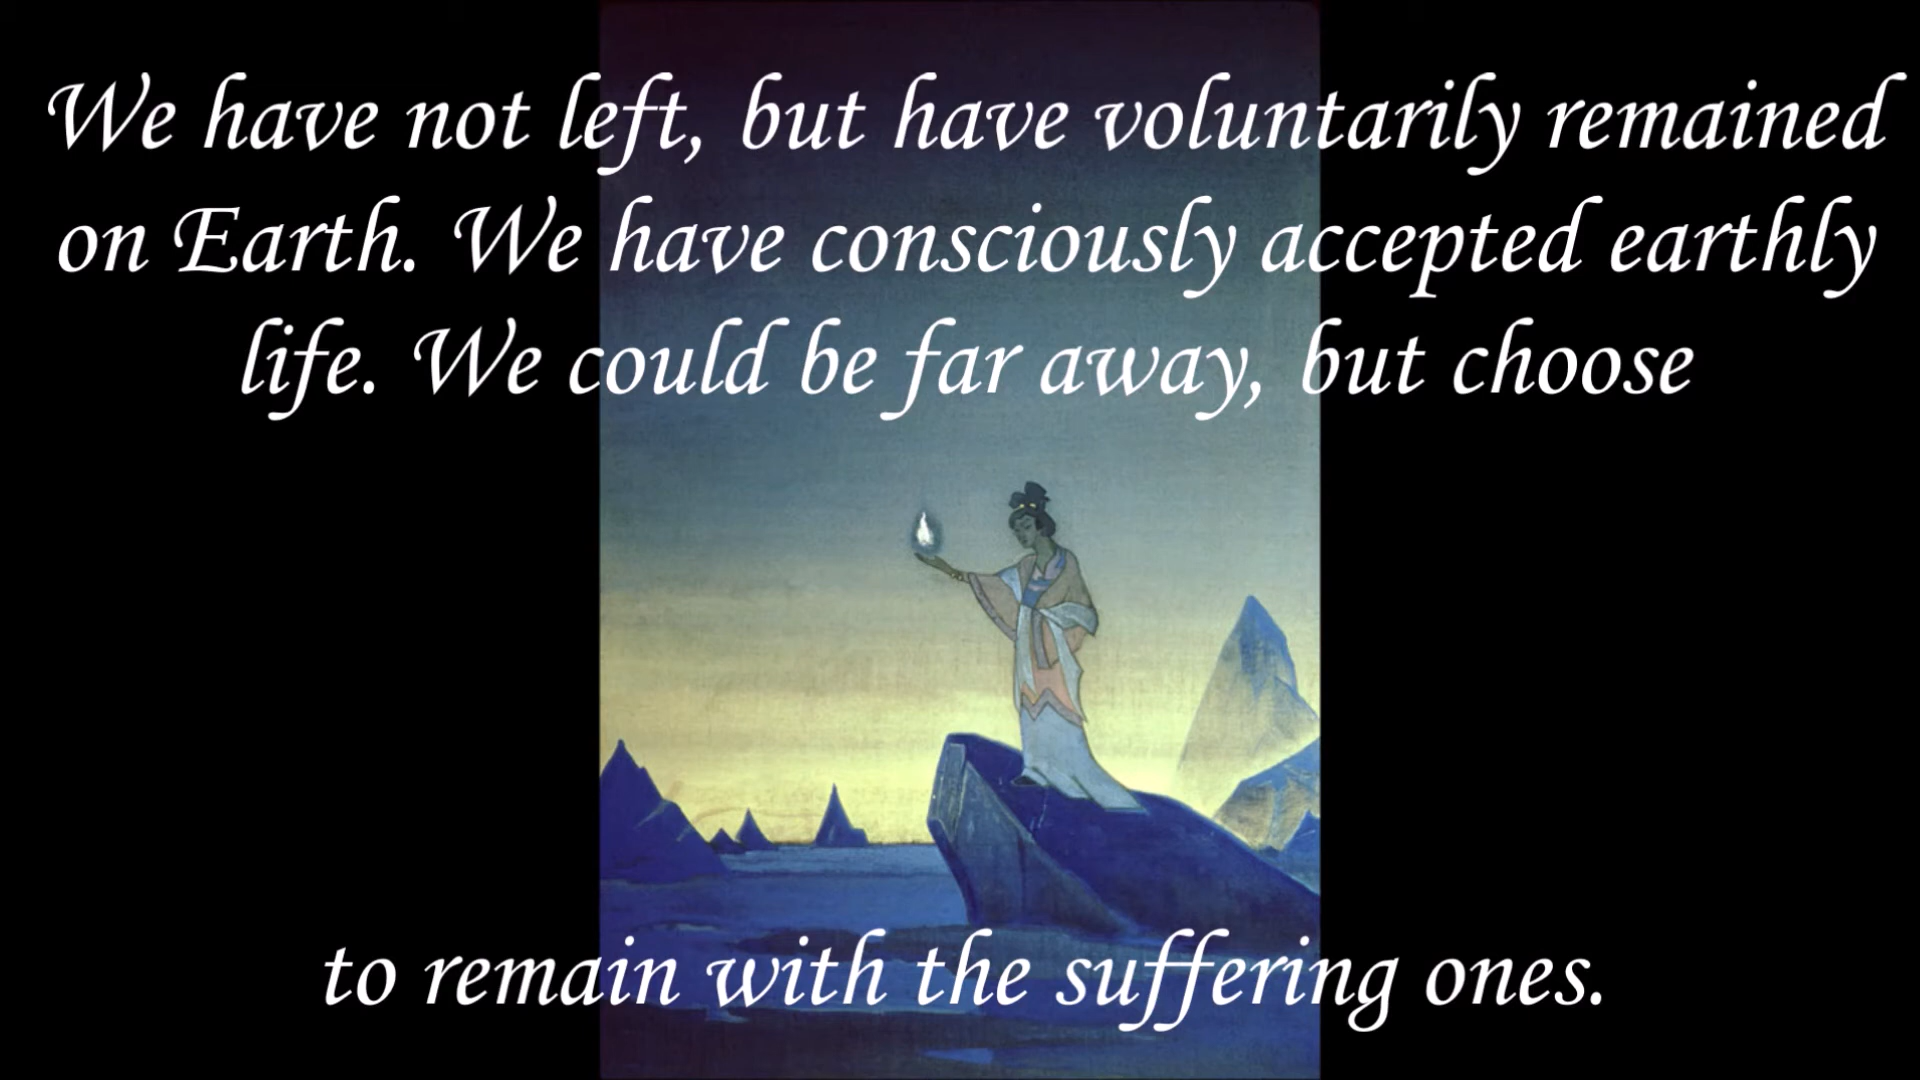 We have not left, but have voluntarily remained
on Earth. We have consciously accepted earthly
life. We could be far away, but choose
to remain with the suffering ones.